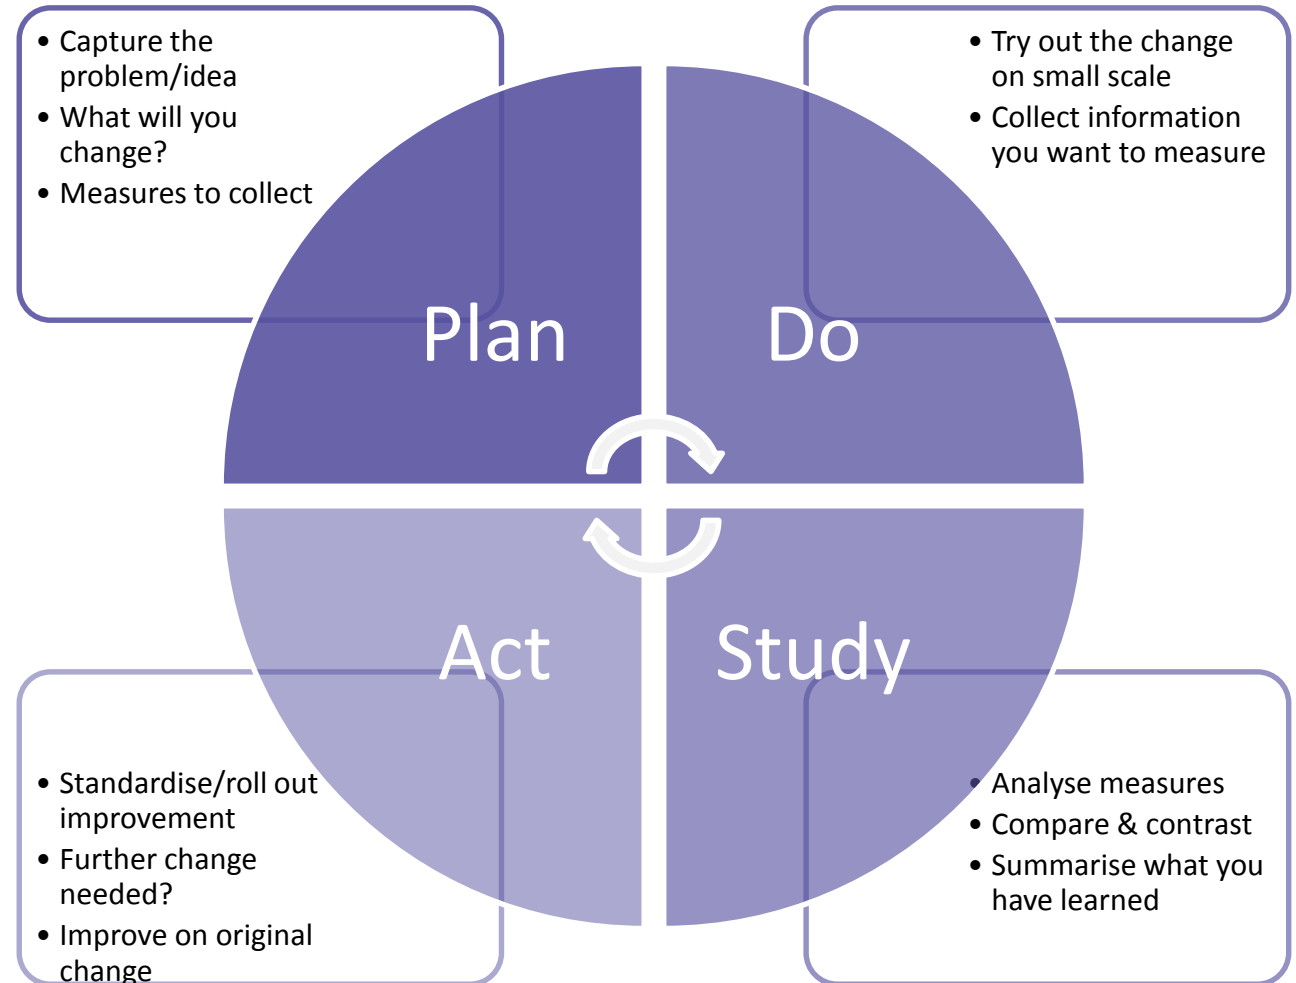 • Capture the
problem/idea
• What will you
change?
• Measures to collect
• Try out the change
on small scale
• Collect information
you want to measure
Plan
Do
Act
Study
• Standardise/roll out
improvement
• Further change
needed?
• Improve on original
change
• Analyse measures
• Compare & contrast
• Summarise what you
have learned